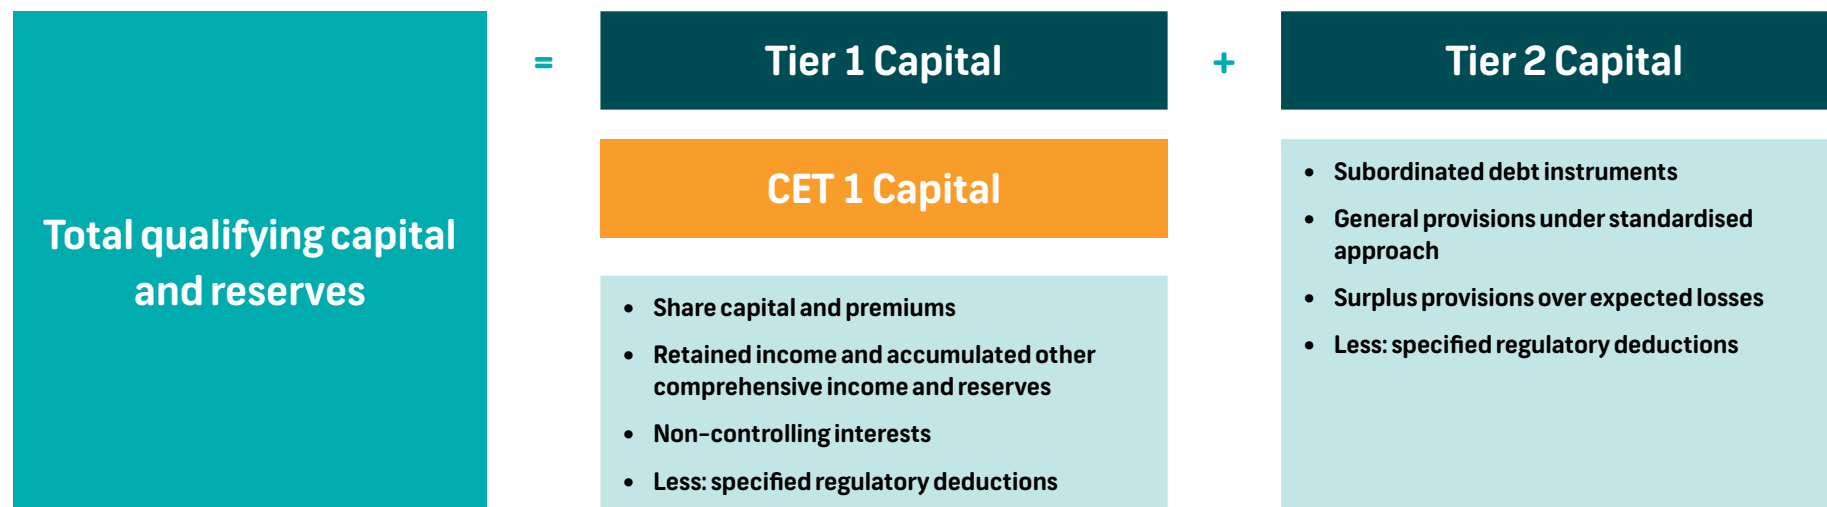 Total qualifying capital
and reserves
=
Tier 1 Capital
CET 1 Capital
• Share capital and premiums
• Retained income and accumulated other
comprehensive income and reserves
• Non-controlling interests
• Less: specified regulatory deductions
+
Tier 2 Capital
• Subordinated debt instruments
• General provisions under standardised
approach
• Surplus provisions over expected losses
• Less: specified regulatory deductions